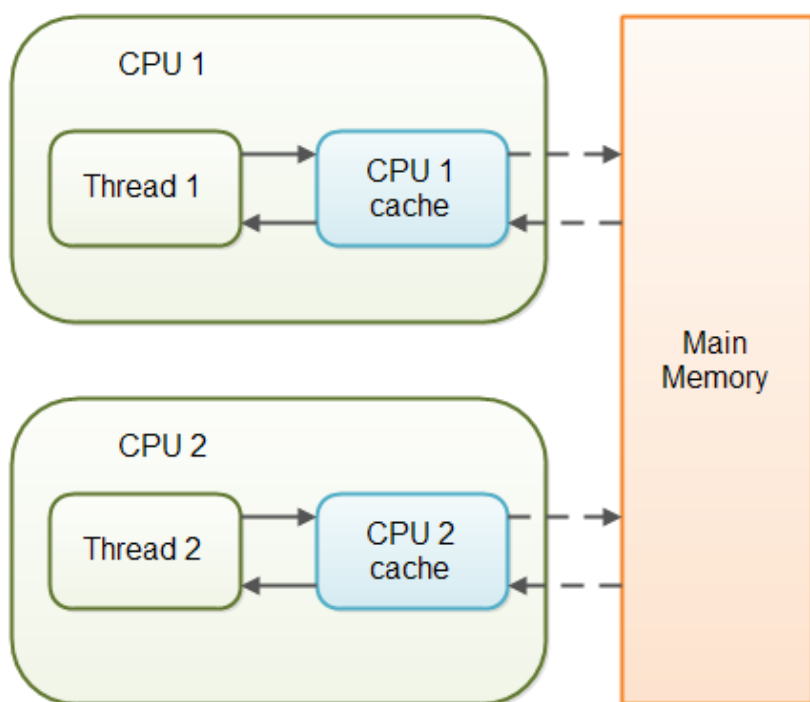 CPU 1
Thread 1
CPU 1
cache
Main
Memory
CPU 2
Thread 2
CPU 2
cache